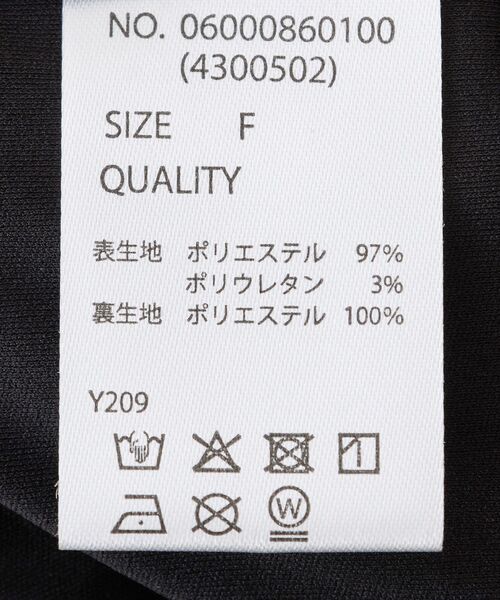 NO. 06000860100
(4300502)
SIZE F
QUALITY
表生地 ポリエステル 97%
ポリウレタン 3%
裏生地 ポリエステル 100%
Y209
W